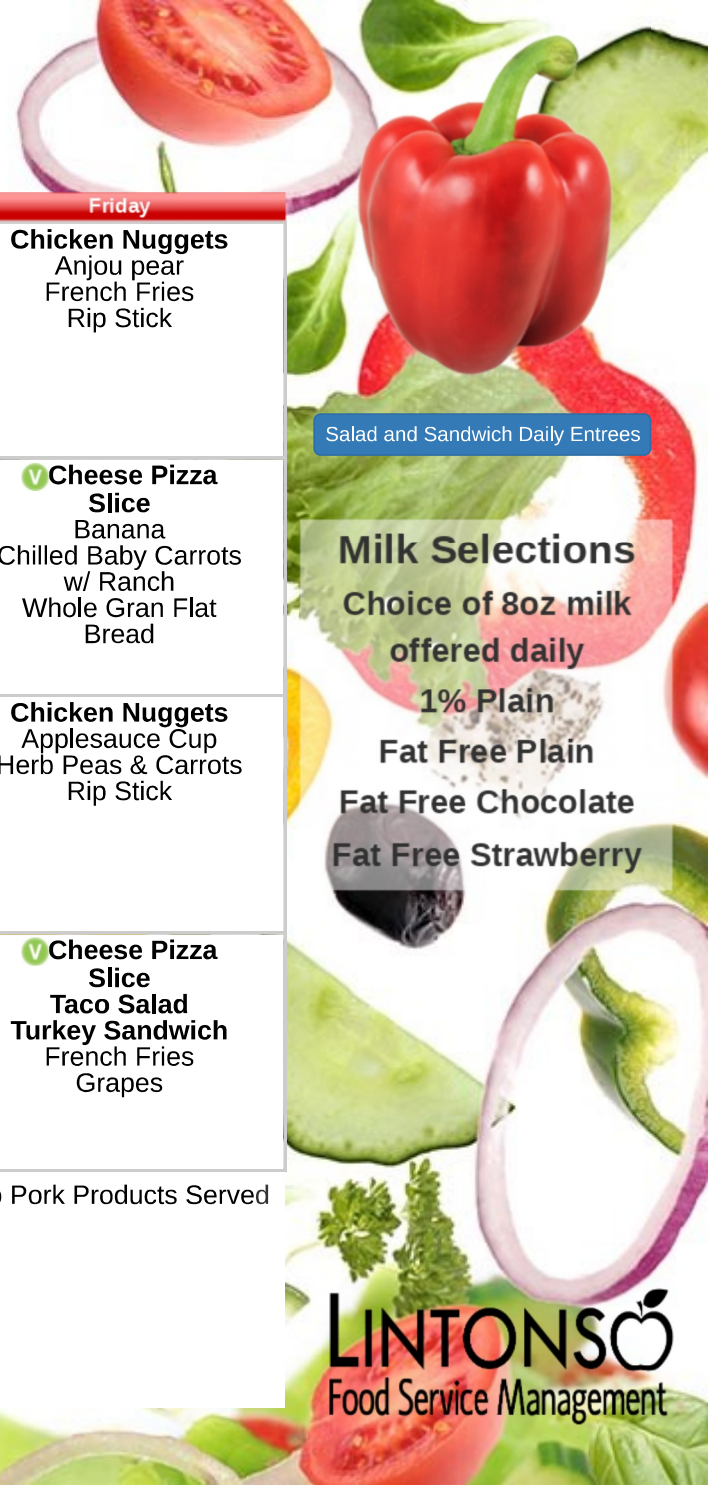 Friday
Chicken Nuggets
Anjou pear
French Fries
Rip Stick
V Cheese Pizza
Slice
Banana
Chilled Baby Carrots
w/ Ranch
Whole Gran Flat
Bread
Chicken Nuggets
Applesauce Cup
Herb Peas & Carrots
Rip Stick
V Cheese Pizza
Slice
Taco Salad
Turkey Sandwich
French Fries
Grapes
Pork Products Served
Salad and Sandwich Daily Entrees
Milk Selections
Choice of 8oz milk
offered daily
1% Plain
Fat Free Plain
Fat Free Chocolate
Fat Free Strawberry
LINTONS
Food Service Management